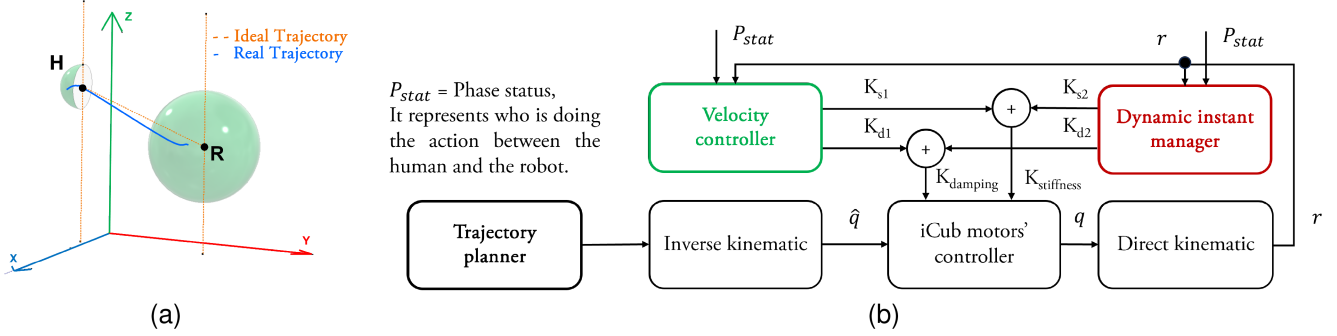 Z
- - Ideal Trajectory
- Real Trajectory
H
R
Y
X
(a)
P_stat = Phase status,
It represents who is doing
the action between the
human and the robot.
P_stat
r
P_stat
Velocity
controller
K_s1
K_d1
+
+
K_s2
K_d2
Dynamic instant
manager
K_damping
K_stiffness
Trajectory
planner
Inverse kinematic
q̂
iCub motors'
controller
q
Direct kinematic
r
(b)